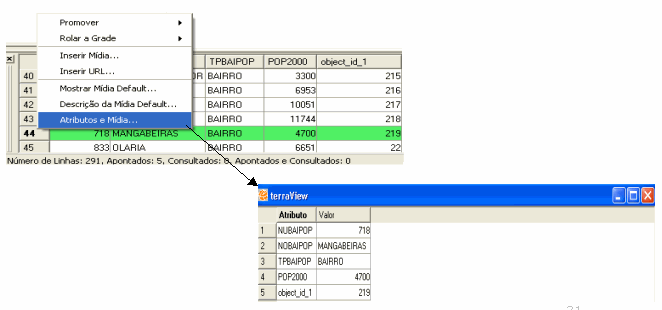 Promover
Rolar a Grade
Inserir Mídia...
Inserir URL...
Mostrar Mídia Default...
Descrição da Mídia Default...
Atributos e Mídia...
TPBAIPOP POP2000 object_id_1
40 OR BAIRRO 3300 215
41 BAIRRO 6953 216
42 BAIRRO 10051 217
43 BAIRRO 11744 218
44 718 MANGABEIRAS BAIRRO 4700 219
45 833 OLARIA BAIRRO 6651 22
Número de Linhas: 291, Apontados: 5, Consultados: 0, Apontados e Consultados: 0
terraView
Atributo Valor
1 NUBAIPOP 718
2 NOBAIPOP MANGABEIRAS
3 TPBAIPOP BAIRRO
4 POP2000 4700
5 object_id_1 219